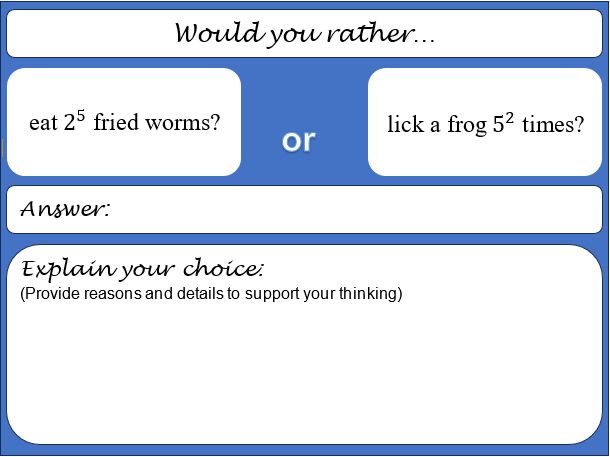 Would you rather...
eat 2⁵ fried worms?
or
lick a frog 5² times?
Answer:
Explain your choice:
(Provide reasons and details to support your thinking)